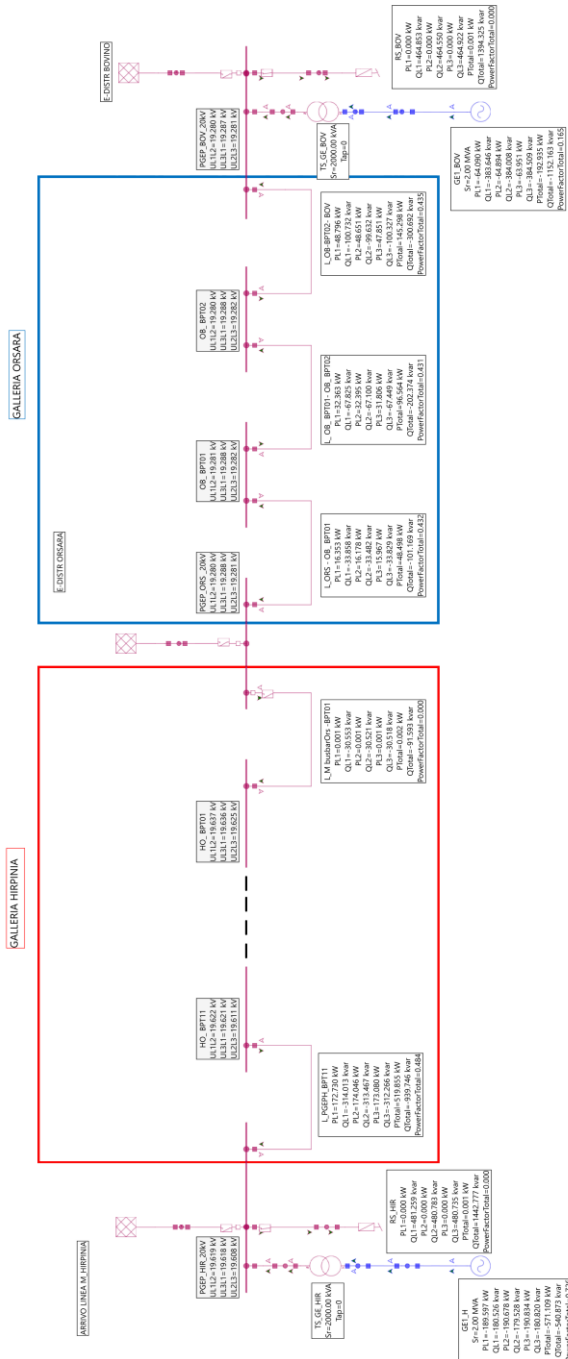 GALLERIA HIRPINIA
GALLERIA ORSARA
ARRIVO LINEA M_HIRPINIA
E-DISTR ORSARA
E-DISTR BOVINO
PGEP_HIR_20kV
UL1L2=19.619 kV
UL3L1=19.618 kV
UL2L3=19.608 kV
HO_ BPT11
UL1L2=19.622 kV
UL3L1=19.621 kV
UL2L3=19.611 kV
HO_ BPT01
UL1L2=19.637 kV
UL3L1=19.636 kV
UL2L3=19.625 kV
PGEP_ORS_20kV
UL1L2=19.280 kV
UL3L1=19.288 kV
UL2L3=19.281 kV
OB_ BPT01
UL1L2=19.281 kV
UL3L1=19.288 kV
UL2L3=19.282 kV
OB_ BPT02
UL1L2=19.280 kV
UL3L1=19.288 kV
UL2L3=19.282 kV
PGEP_BOV_20kV
UL1L2=19.280 kV
UL3L1=19.287 kV
UL2L3=19.281 kV
TS_GE_HIR
Sr=2000.00 kVA
Tap=0
L_PGEPH_BPT11
PL1=172.730 kW
QL1=-314.013 kvar
PL2=174.046 kW
QL2=-313.467 kvar
PL3=173.080 kW
QL3=-312.266 kvar
PTotal=519.855 kW
QTotal=-939.746 kvar
PowerFactorTotal=0.484
L_M busbarOrs -BPT01
PL1=0.001 kW
QL1=-30.553 kvar
PL2=0.001 kW
QL2=-30.521 kvar
PL3=0.001 kW
QL3=-30.518 kvar
PTotal=0.002 kW
QTotal=-91.593 kvar
PowerFactorTotal=0.000
L_ORS - OB_ BPT01
PL1=16.353 kW
QL1=-33.858 kvar
PL2=16.178 kW
QL2=-33.482 kvar
PL3=15.967 kW
QL3=-33.829 kvar
PTotal=48.498 kW
QTotal=-101.169 kvar
PowerFactorTotal=0.432
L_ OB_ BPT01- OB_ BPT02
PL1=32.363 kW
QL1=-67.825 kvar
PL2=32.395 kW
QL2=-67.100 kvar
PL3=31.806 kW
QL3=-67.449 kvar
PTotal=96.564 kW
QTotal=-202.374 kvar
PowerFactorTotal=0.431
L_OB-BPT02- BOV
PL1=48.796 kW
QL1=-100.732 kvar
PL2=48.651 kW
QL2=-99.632 kvar
PL3=47.851 kW
QL3=-100.327 kvar
PTotal=145.298 kW
QTotal=-300.692 kvar
PowerFactorTotal=0.435
TS_GE_BOV
Sr=2000.00 kVA
Tap=0
RS_HIR
PL1=0.000 kW
QL1=481.259 kvar
PL2=0.000 kW
QL2=480.783 kvar
PL3=0.000 kW
QL3=480.735 kvar
PTotal=0.001 kW
QTotal=1442.777 kvar
PowerFactorTotal=0.000
RS_BOV
PL1=0.000 kW
QL1=464.853 kvar
PL2=0.000 kW
QL2=464.550 kvar
PL3=0.000 kW
QL3=464.922 kvar
PTotal=0.001 kW
QTotal=1394.325 kvar
PowerFactorTotal=0.000
GE1_H
Sr=2.00 MVA
PL1=-189.597 kW
QL1=-180.526 kvar
PL2=-190.678 kW
QL2=-179.528 kvar
PL3=-190.834 kW
QL3=-180.820 kvar
PTotal=-571.109 kW
QTotal=-540.873 kvar
GE1_BOV
Sr=2.00 MVA
PL1=-64.090 kW
QL1=-383.646 kvar
PL2=-64.894 kW
QL2=-384.008 kvar
PL3=-63.951 kW
QL3=-384.509 kvar
PTotal=-192.935 kW
QTotal=-1152.163 kvar
PowerFactorTotal=0.165